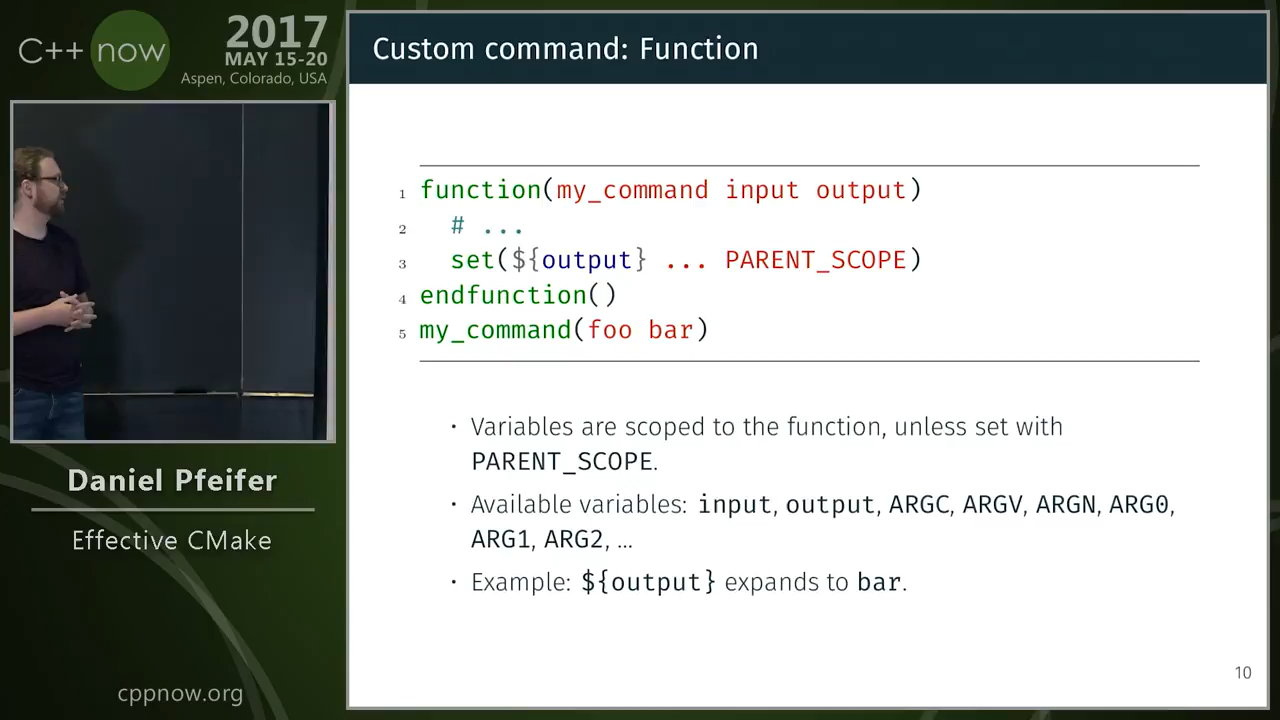 C++ now
2017
MAY 15-20
Aspen, Colorado, USA
Daniel Pfeifer
Effective CMake
cppnow.org
Custom command: Function
1 function(my_command input output)
2 # ...
3 set(${output} ... PARENT_SCOPE)
4 endfunction()
5 my_command(foo bar)
· Variables are scoped to the function, unless set with
PARENT_SCOPE.
· Available variables: input, output, ARGC, ARGV, ARGN, ARG0,
ARG1, ARG2, ...
· Example: ${output} expands to bar.
10